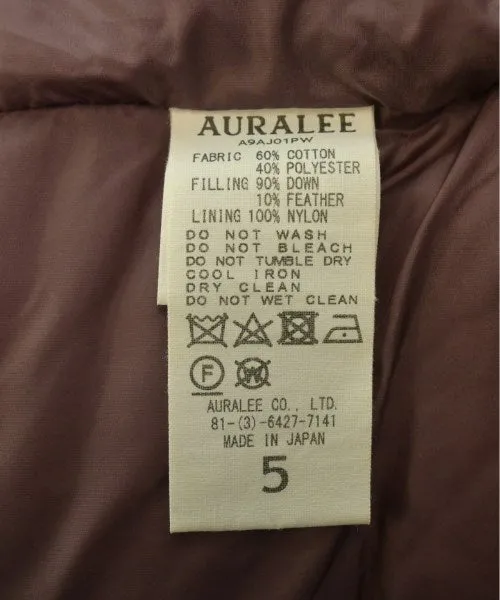 AURALEE
A9AJ01PW
FABRIC 60% COTTON
40% POLYESTER
FILLING 90% DOWN
10% FEATHER
LINING 100% NYLON
DO NOT WASH
DO NOT BLEACH
DO NOT TUMBLE DRY
COOL IRON
DRY CLEAN
DO NOT WET CLEAN
F W
AURALEE CO., LTD.
81-(3)-6427-7141
MADE IN JAPAN
5